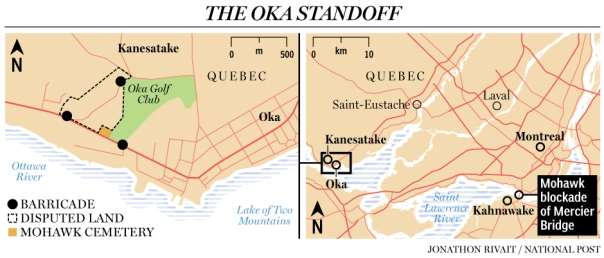 THE OKA STANDOFF
N
Kanesatake
0 500
m
QUEBEC
Oka Golf
Club
Oka
Ottawa
River
Lake of Two
Mountains
BARRICADE
DISPUTED LAND
MOHAWK CEMETERY
0 10
km
QUEBEC
Saint-Eustache
Laval
Kanesatake
Montreal
Oka
Saint
Lawrence
River
Kahnawake
Mohawk
blockade
of Mercier
Bridge
N
JONATHON RIVAIT / NATIONAL POST